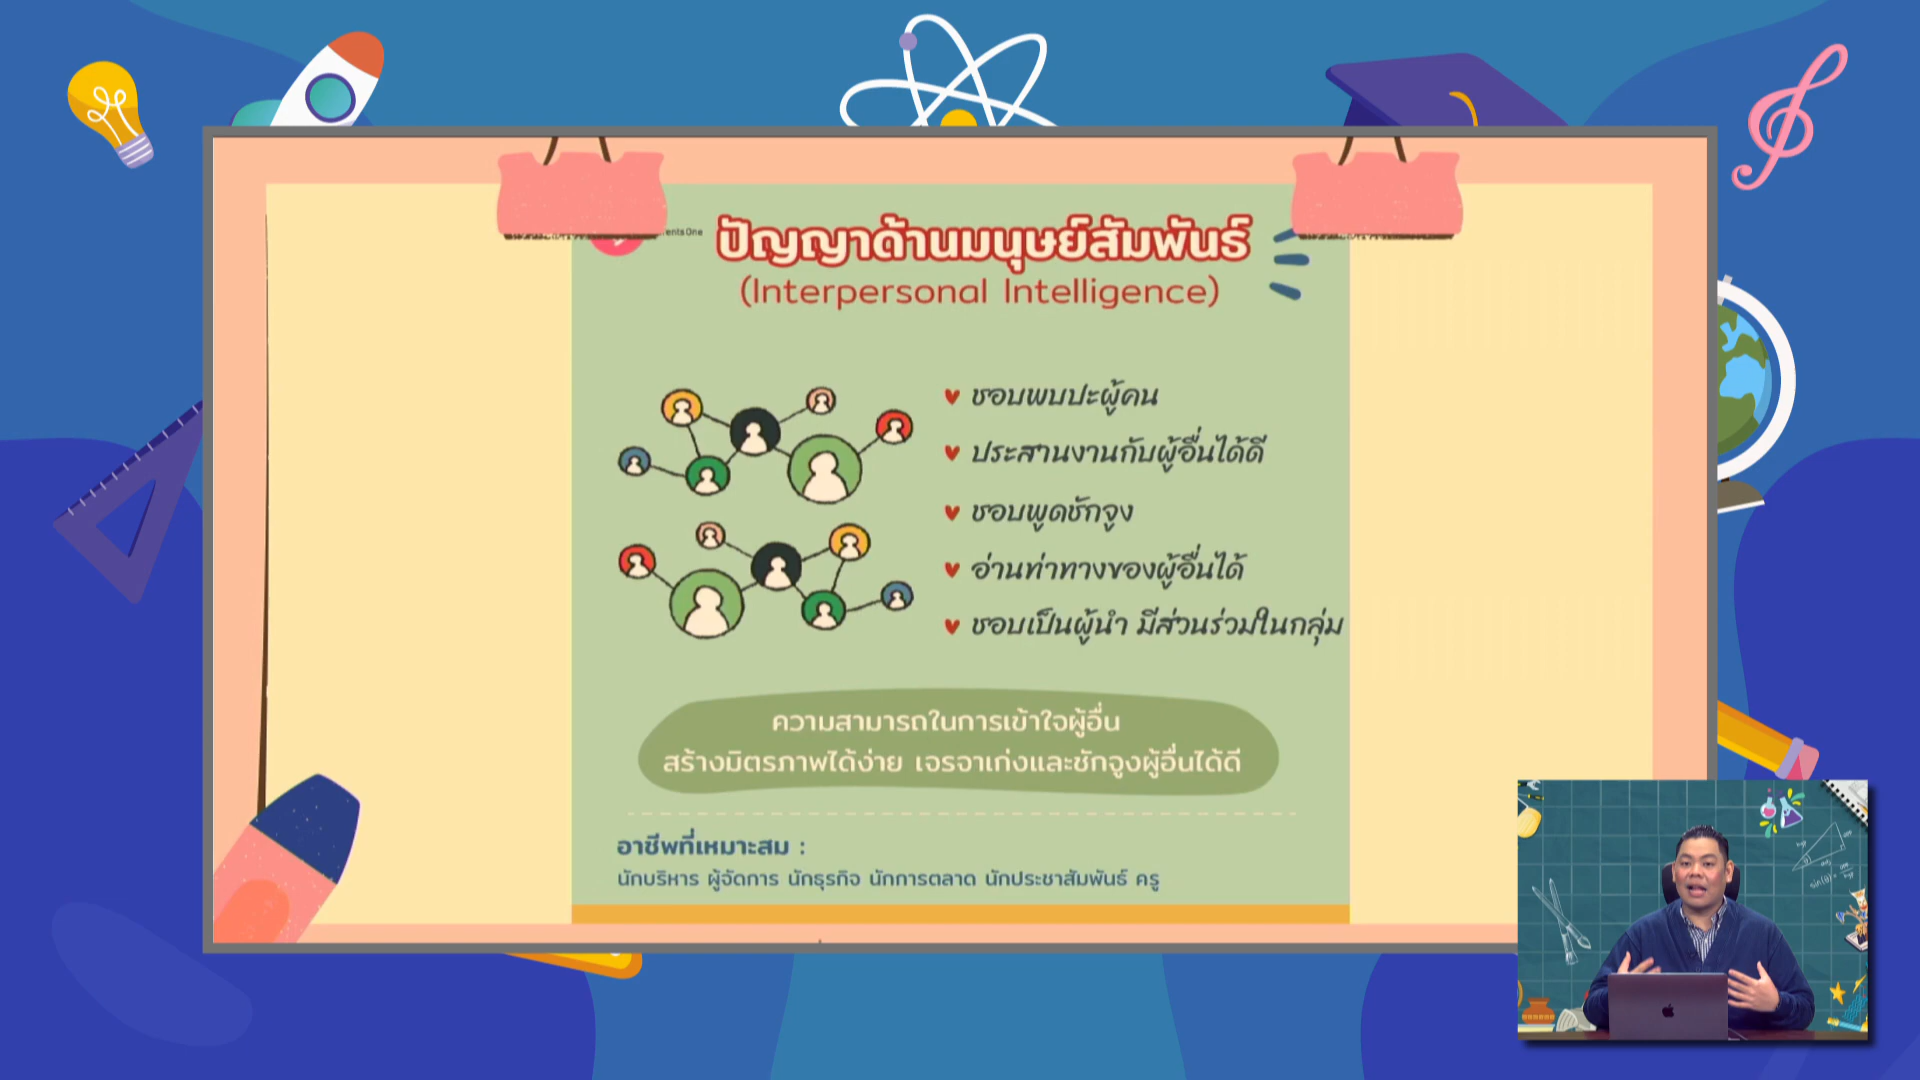 ปัญญาด้านมนุษย์สัมพันธ์
(Interpersonal Intelligence)
ชอบพบปะผู้คน
ประสานงานกับผู้อื่นได้ดี
ชอบพูดชักจูง
อ่านท่าทางของผู้อื่นได้
ชอบเป็นผู้นำ มีส่วนร่วมในกลุ่ม
ความสามารถในการเข้าใจผู้อื่น
สร้างมิตรภาพได้ง่าย เจรจาเก่งและชักจูงผู้อื่นได้ดี
อาชีพที่เหมาะสม :
นักบริหาร ผู้จัดการ นักธุรกิจ นักการตลาด นักประชาสัมพันธ์ ครู